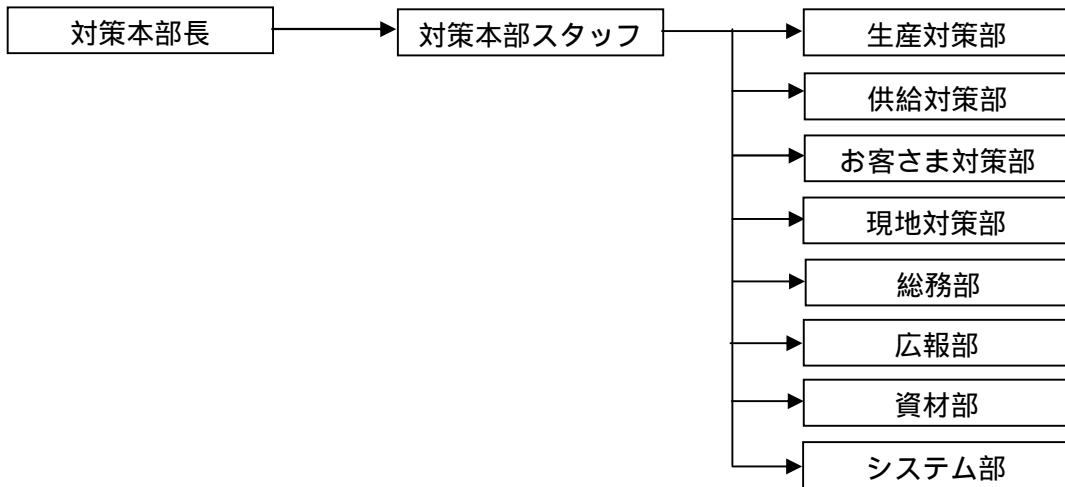 対策本部長
対策本部スタッフ
生産対策部
供給対策部
お客さま対策部
現地対策部
総務部
広報部
資材部
システム部